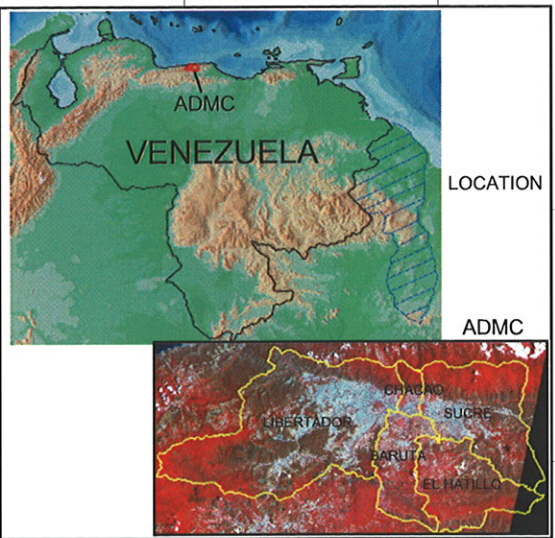 ADMC
VENEZUELA
LOCATION
ADMC
CHACAO
LIBERTADOR
SUCRE
BARUTA
EL HATILLO